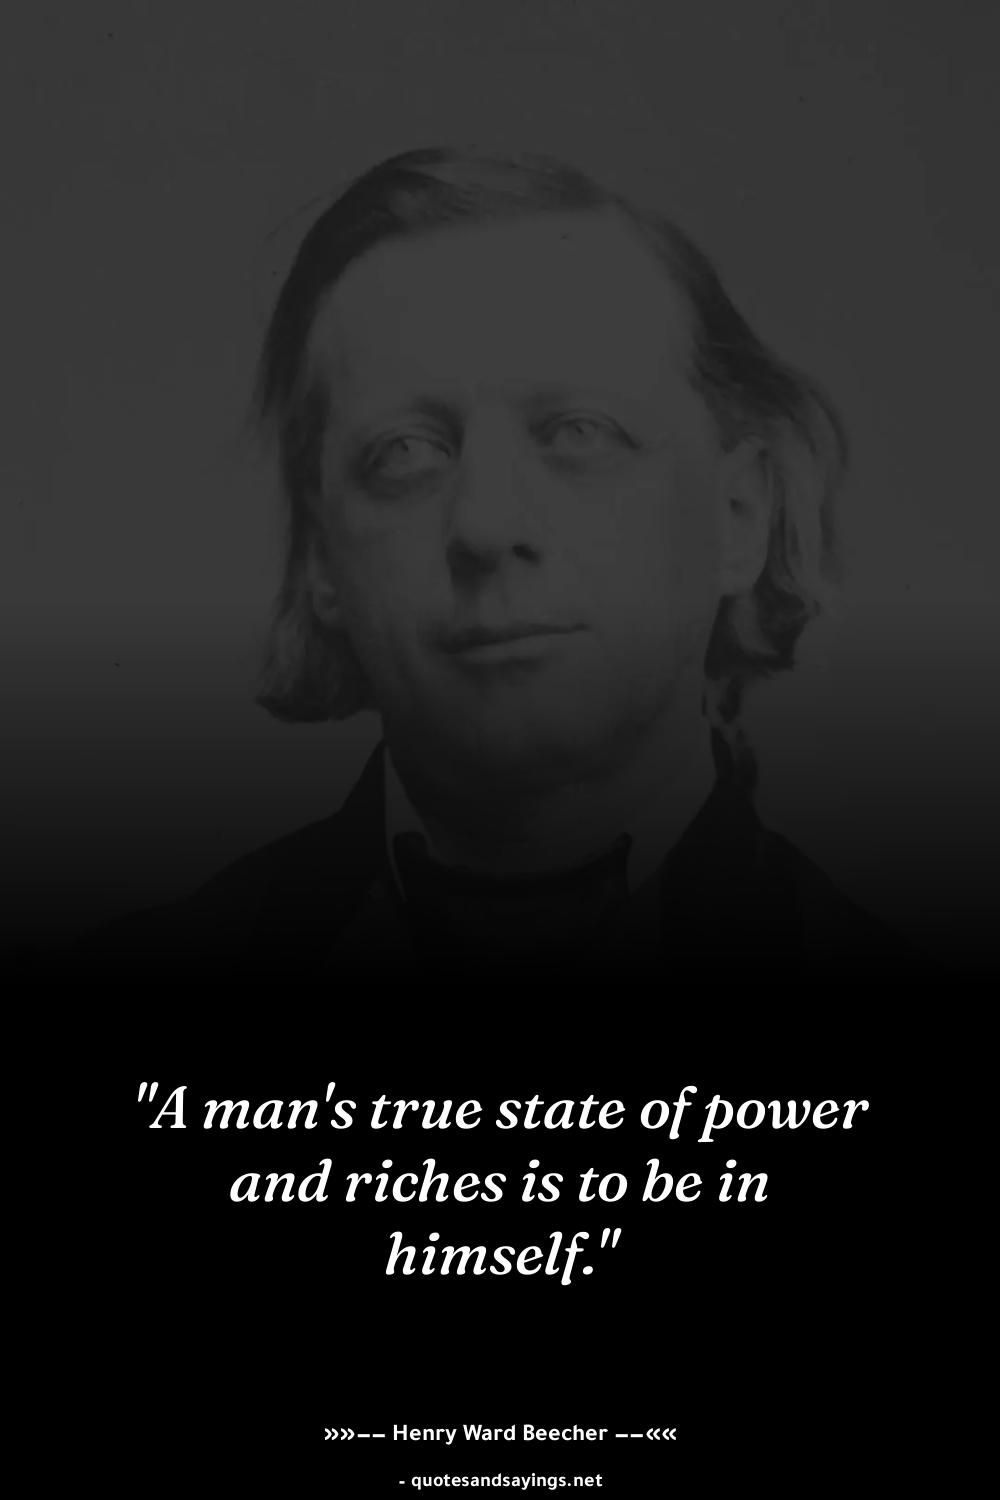 "A man's true state of power
and riches is to be in
himself."
»»–– Henry Ward Beecher ––««
- quotesandsayings.net